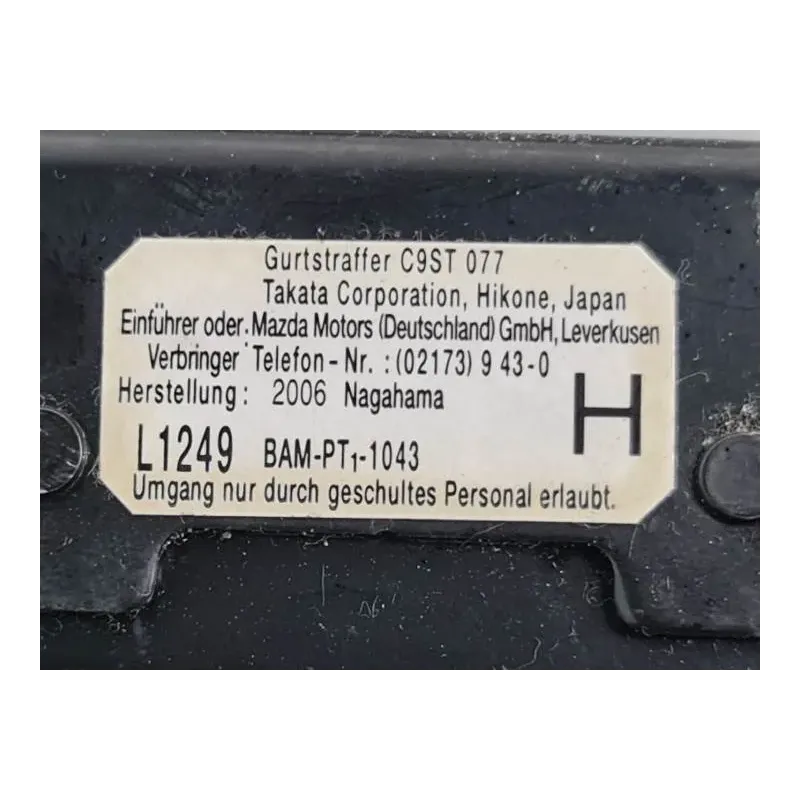 Gurtstraffer C9ST 077
Takata Corporation, Hikone, Japan
Einführer oder. Mazda Motors (Deutschland) GmbH, Leverkusen
Verbringer Telefon-Nr. : (02173) 9 43-0
Herstellung: 2006 Nagahama
H
L1249 BAM-PT1-1043
Umgang nur durch geschultes Personal erlaubt.